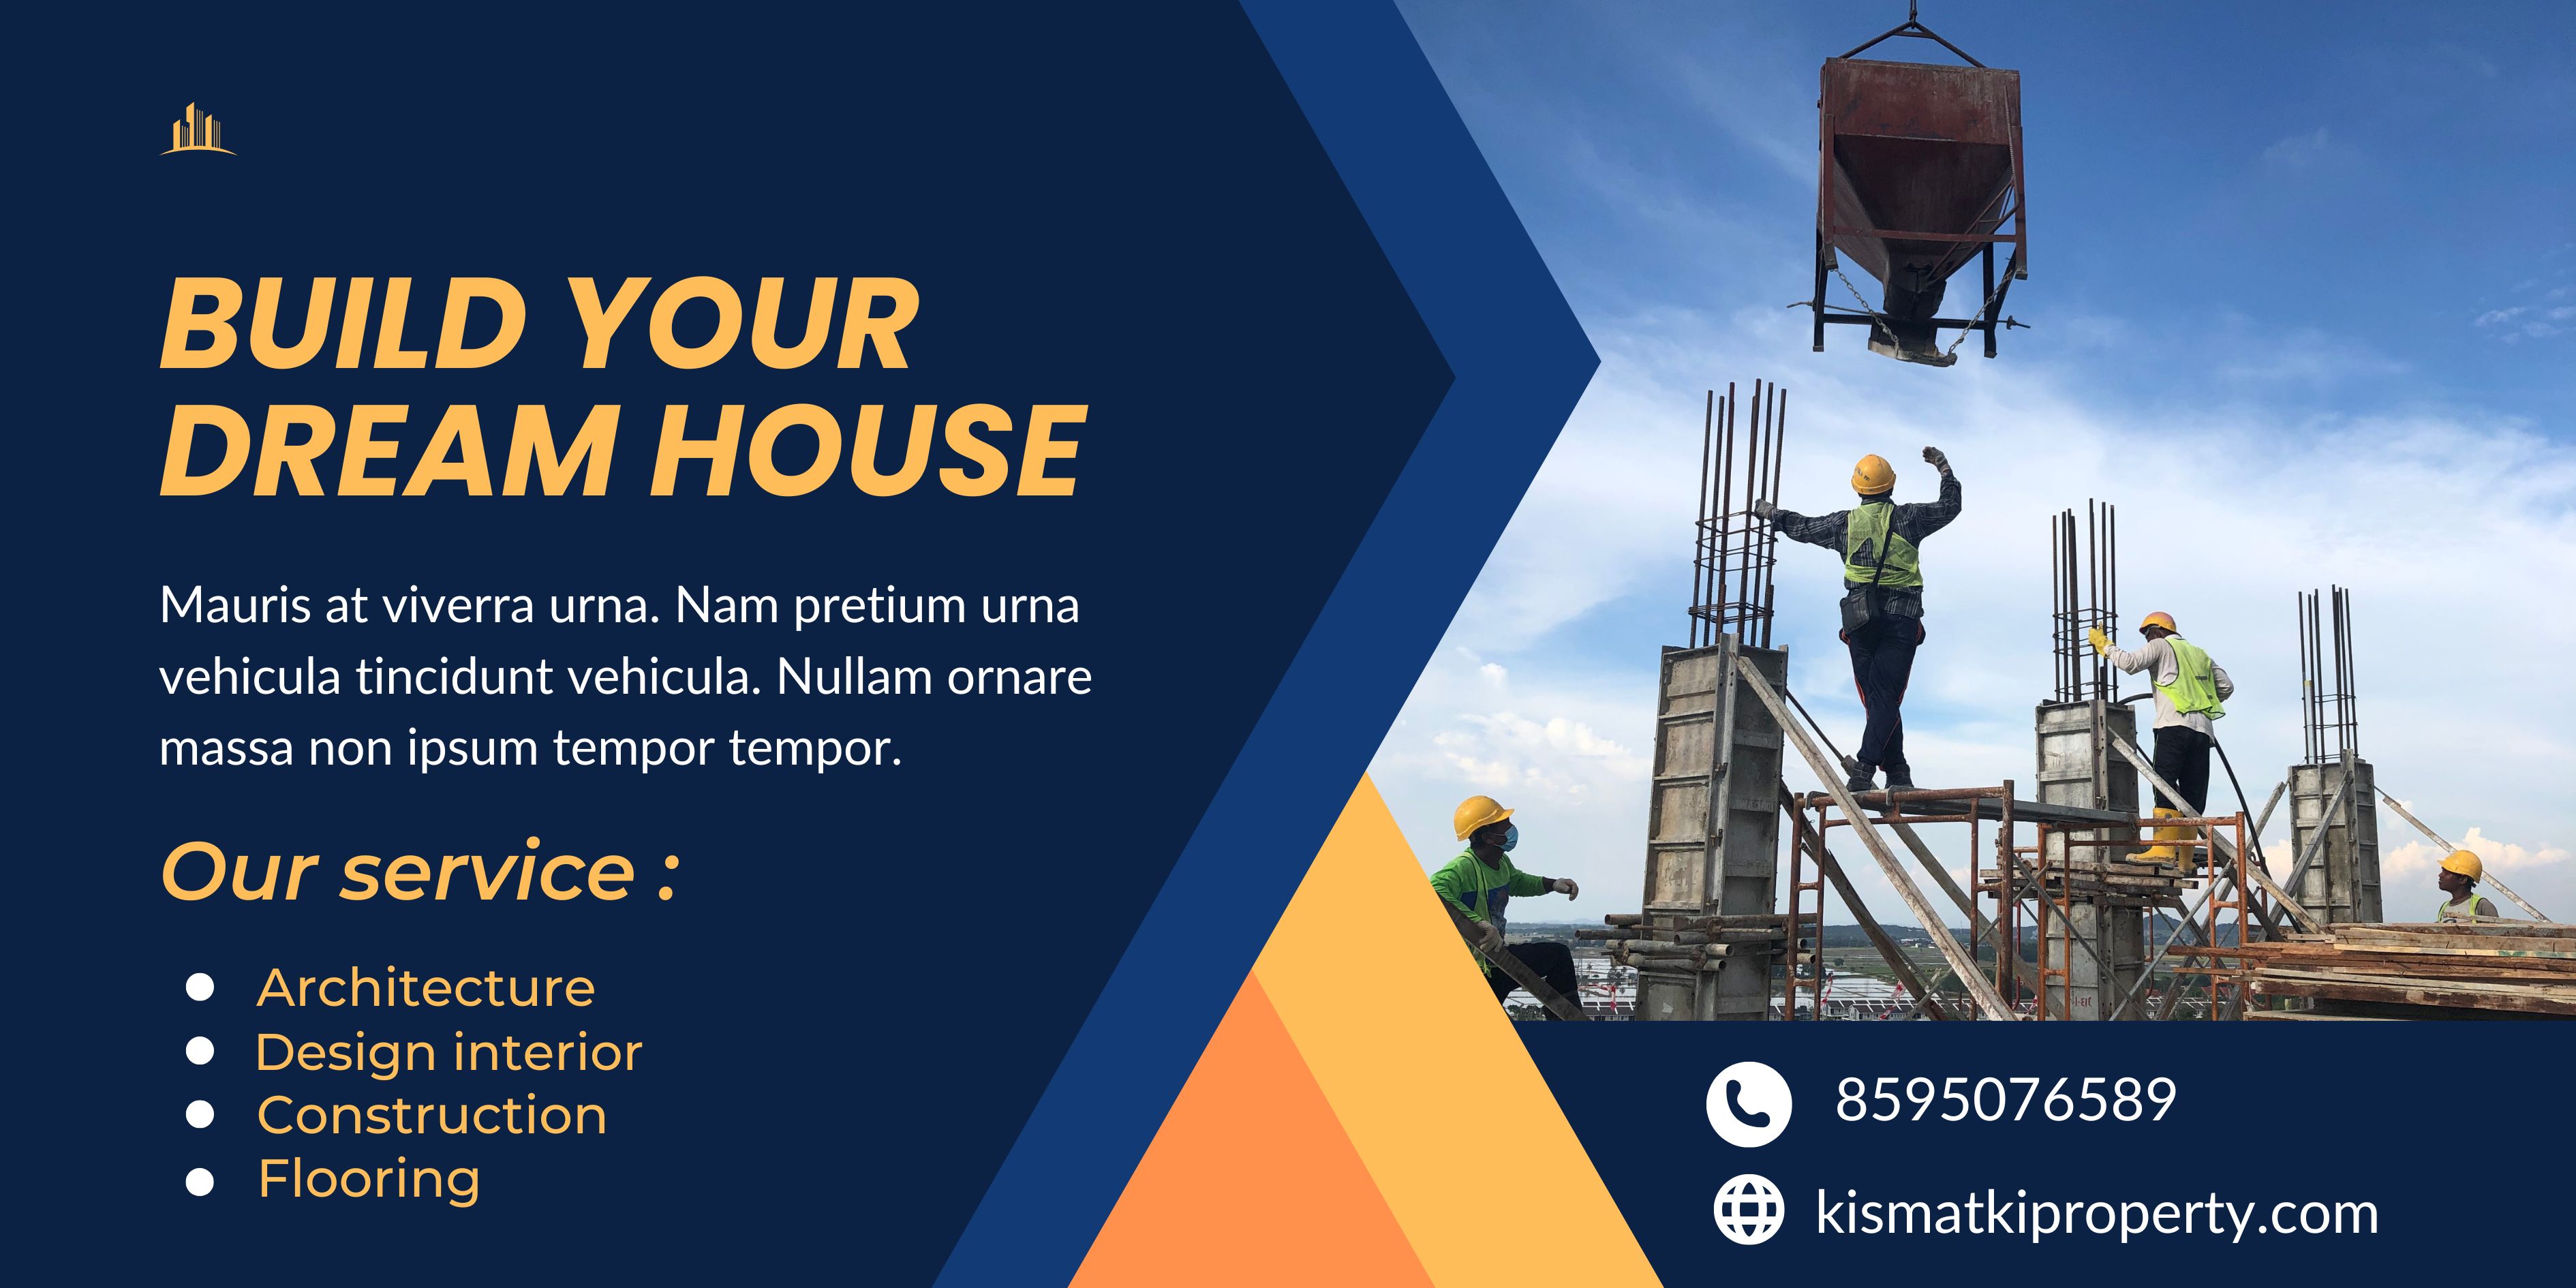 BUILD YOUR
DREAM HOUSE
Mauris at viverra urna. Nam pretium urna
vehicula tincidunt vehicula. Nullam ornare
massa non ipsum tempor tempor.
Our service :
Architecture
Design interior
Construction
Flooring
8595076589
kismatkiproperty.com